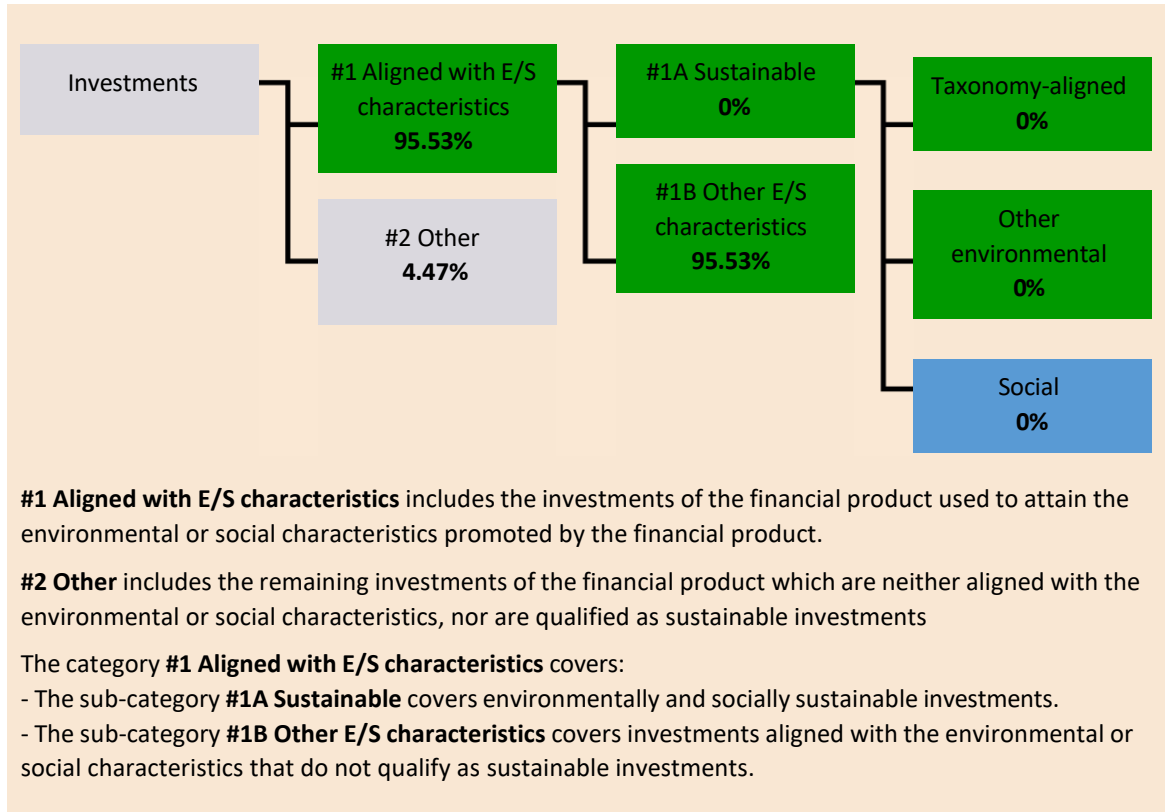 Investments
#1 Aligned with E/S
characteristics
95.53%
#2 Other
4.47%
#1A Sustainable
0%
#1B Other E/S
characteristics
95.53%
Taxonomy-aligned
0%
Other
environmental
0%
Social
0%
#1 Aligned with E/S characteristics includes the investments of the financial product used to attain the
environmental or social characteristics promoted by the financial product.
#2 Other includes the remaining investments of the financial product which are neither aligned with the
environmental or social characteristics, nor are qualified as sustainable investments
The category #1 Aligned with E/S characteristics covers:
- The sub-category #1A Sustainable covers environmentally and socially sustainable investments.
- The sub-category #1B Other E/S characteristics covers investments aligned with the environmental or
social characteristics that do not qualify as sustainable investments.